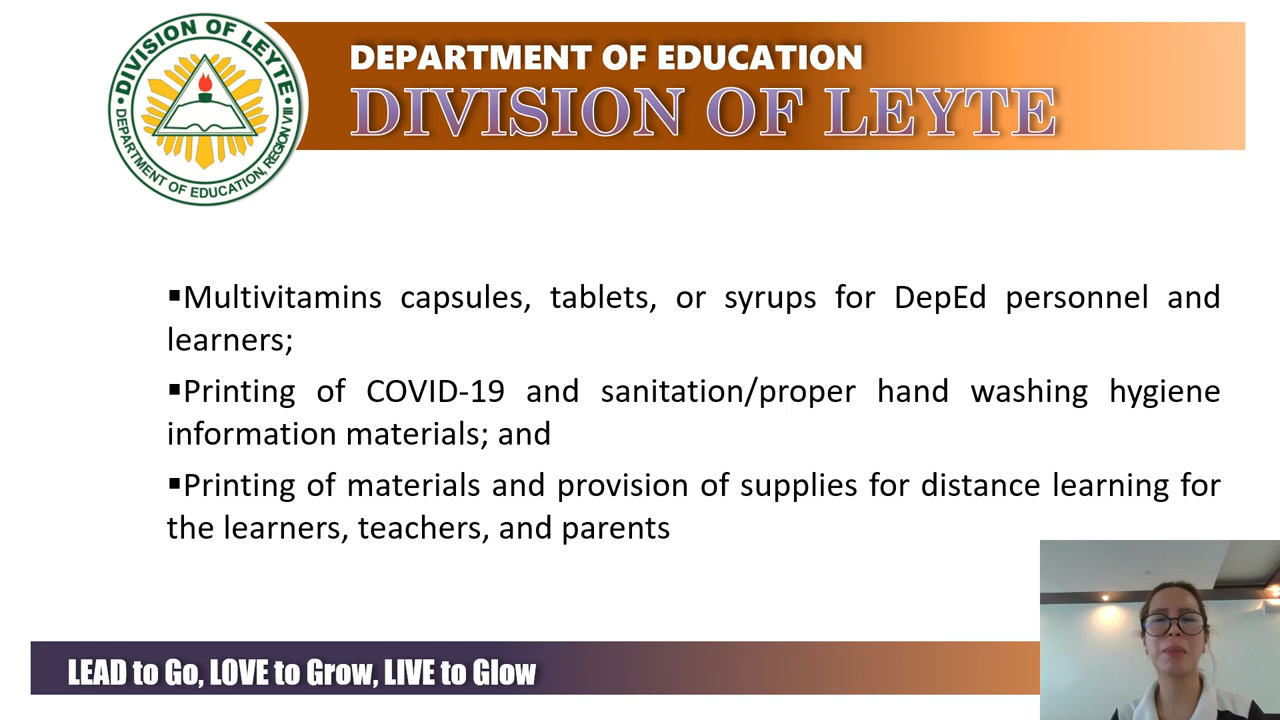 DIVISION OF LEYTE
DEPARTMENT OF EDUCATION, REGION VIII
DEPARTMENT OF EDUCATION
DIVISION OF LEYTE
▪Multivitamins capsules, tablets, or syrups for DepEd personnel and
learners;
▪Printing of COVID-19 and sanitation/proper hand washing hygiene
information materials; and
▪Printing of materials and provision of supplies for distance learning for
the learners, teachers, and parents
LEAD to Go, LOVE to Grow, LIVE to Glow